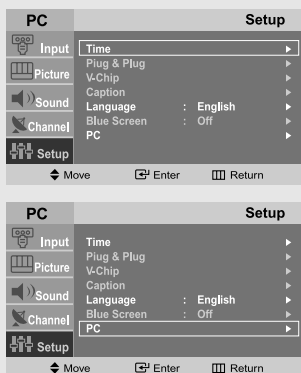 PC Setup
Input
Picture
Sound
Channel
Setup
Time
Piug & Plug
V-Chip
Caption
Language : English
Blue Screen : Off
PC
Move Enter Return
PC Setup
Input
Picture
Sound
Channel
Setup
Time
Piug & Plug
V-Chip
Caption
Language : English
Blue Screen : Off
PC
Move Enter Return